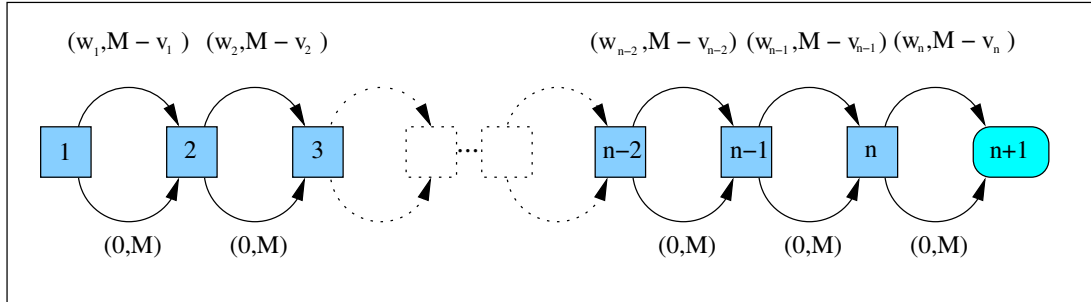 (w₁,M − v₁) (w₂,M − v₂) (wₙ₋₂,M − vₙ₋₂) (wₙ₋₁,M − vₙ₋₁) (wₙ,M − vₙ)
1 2 3 ... n−2 n−1 n n+1
(0,M) (0,M) (0,M) (0,M) (0,M)